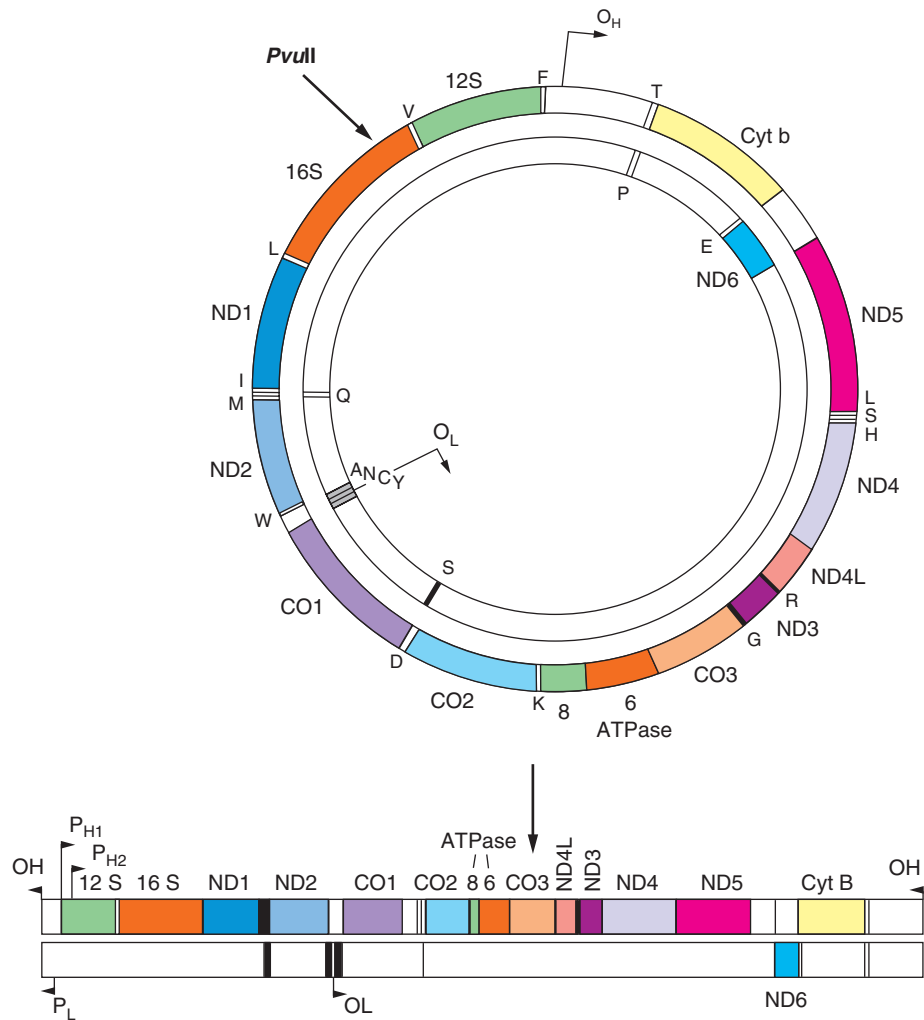 O_H
PvuII
F
12S
T
V
Cyt b
16S
P
L
E
ND6
ND1
ND5
I
M
Q
L
S
H
O_L
ND2
A N C Y
ND4
W
S
ND4L
CO1
R
ND3
G
D
CO3
CO2
K
8
6
ATPase
P_H1
P_H2
ATPase
OH
12 S
16 S
ND1
ND2
CO1
CO2
8 6
CO3
ND4L
ND3
ND4
ND5
Cyt B
OH
P_L
OL
ND6